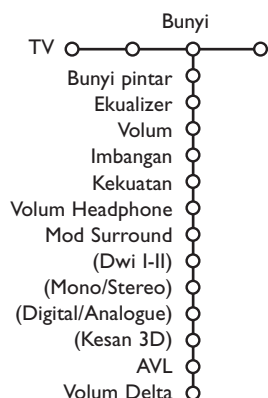 Bunyi
TV
Bunyi pintar
Ekualizer
Volum
Imbangan
Kekuatan
Volum Headphone
Mod Surround
(Dwi I-II)
(Mono/Stereo)
(Digital/Analogue)
(Kesan 3D)
AVL
Volum Delta